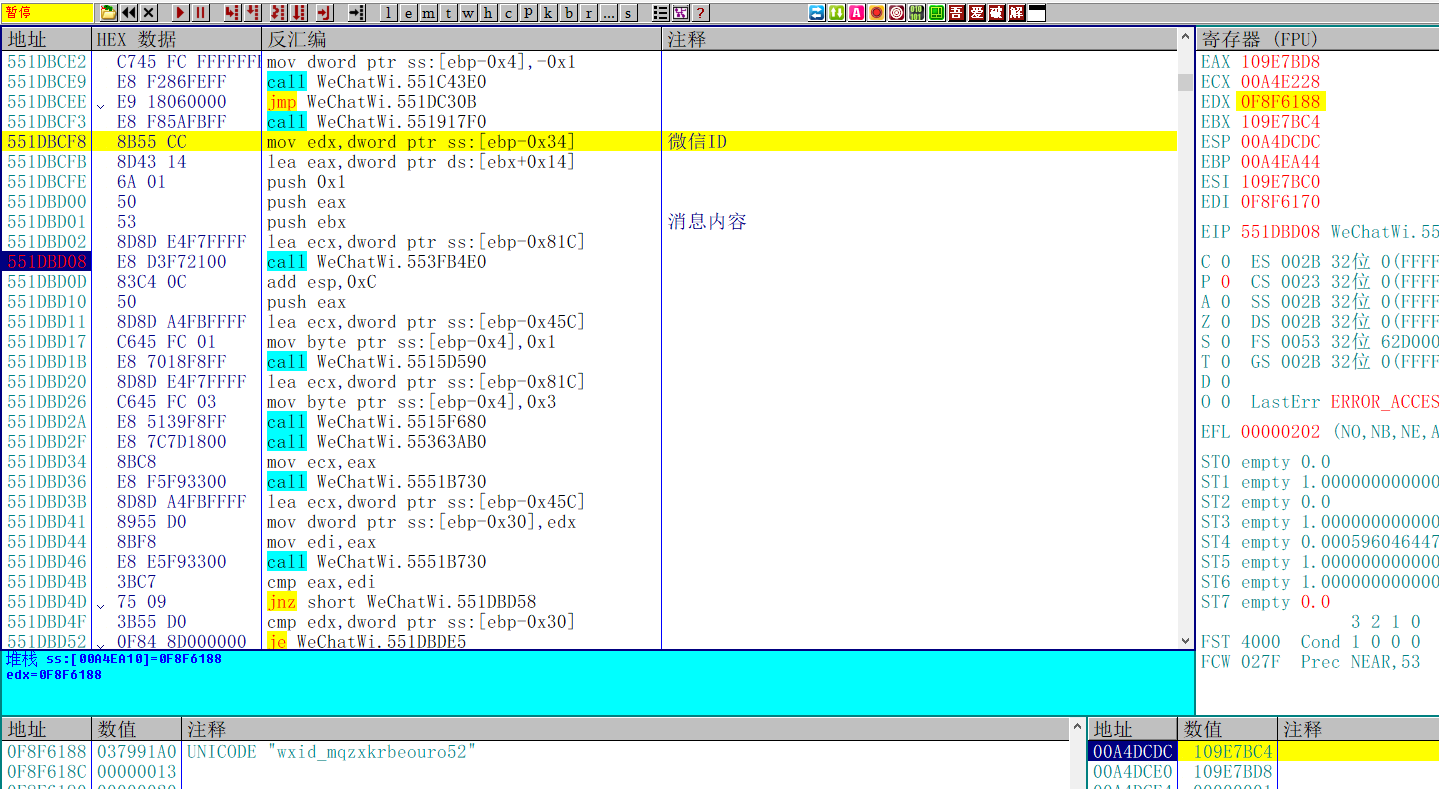 暂停
l e m t w h c p k b r ... s ? A 吾 爱 破 解
地址 HEX 数据 反汇编 注释
551DBCE2 C745 FC FFFFFF mov dword ptr ss:[ebp-0x4],-0x1
551DBCE9 E8 F286FEFF call WeChatWi.551C43E0
551DBCEE E9 18060000 jmp WeChatWi.551DC30B
551DBCF3 E8 F85AFBFF call WeChatWi.551917F0
551DBCF8 8B55 CC mov edx,dword ptr ss:[ebp-0x34] 微信ID
551DBCFB 8D43 14 lea eax,dword ptr ds:[ebx+0x14]
551DBCFE 6A 01 push 0x1
551DBD00 50 push eax
551DBD01 53 push ebx 消息内容
551DBD02 8D8D E4F7FFFF lea ecx,dword ptr ss:[ebp-0x81C]
551DBD08 E8 D3F72100 call WeChatWi.553FB4E0
551DBD0D 83C4 0C add esp,0xC
551DBD10 50 push eax
551DBD11 8D8D A4FBFFFF lea ecx,dword ptr ss:[ebp-0x45C]
551DBD17 C645 FC 01 mov byte ptr ss:[ebp-0x4],0x1
551DBD1B E8 7018F8FF call WeChatWi.5515D590
551DBD20 8D8D E4F7FFFF lea ecx,dword ptr ss:[ebp-0x81C]
551DBD26 C645 FC 03 mov byte ptr ss:[ebp-0x4],0x3
551DBD2A E8 5139F8FF call WeChatWi.5515F680
551DBD2F E8 7C7D1800 call WeChatWi.55363AB0
551DBD34 8BC8 mov ecx,eax
551DBD36 E8 F5F93300 call WeChatWi.5551B730
551DBD3B 8D8D A4FBFFFF lea ecx,dword ptr ss:[ebp-0x45C]
551DBD41 8955 D0 mov dword ptr ss:[ebp-0x30],edx
551DBD44 8BF8 mov edi,eax
551DBD46 E8 E5F93300 call WeChatWi.5551B730
551DBD4B 3BC7 cmp eax,edi
551DBD4D 75 09 jnz short WeChatWi.551DBD58
551DBD4F 3B55 D0 cmp edx,dword ptr ss:[ebp-0x30]
551DBD52 0F84 8D000000 je WeChatWi.551DBDE5
堆栈 ss:[00A4EA10]=0F8F6188
edx=0F8F6188
寄存器 (FPU)
EAX 109E7BD8
ECX 00A4E228
EDX 0F8F6188
EBX 109E7BC4
ESP 00A4DCDC
EBP 00A4EA44
ESI 109E7BC0
EDI 0F8F6170
EIP 551DBD08 WeChatWi.55
C 0 ES 002B 32位 0(FFFF
P 0 CS 0023 32位 0(FFFF
A 0 SS 002B 32位 0(FFFF
Z 0 DS 002B 32位 0(FFFF
S 0 FS 0053 32位 62D000
T 0 GS 002B 32位 0(FFFF
D 0
O 0 LastErr ERROR_ACCES
EFL 00000202 (NO,NB,NE,A
ST0 empty 0.0
ST1 empty 1.000000000000
ST2 empty 0.0
ST3 empty 1.000000000000
ST4 empty 0.000596046447
ST5 empty 1.000000000000
ST6 empty 1.000000000000
ST7 empty 0.0
3 2 1 0
FST 4000 Cond 1 0 0 0
FCW 027F Prec NEAR,53
地址 数值 注释
0F8F6188 037991A0 UNICODE "wxid_mqzxkrbeouro52"
0F8F618C 00000013
地址 数值 注释
00A4DCDC 109E7BC4
00A4DCE0 109E7BD8